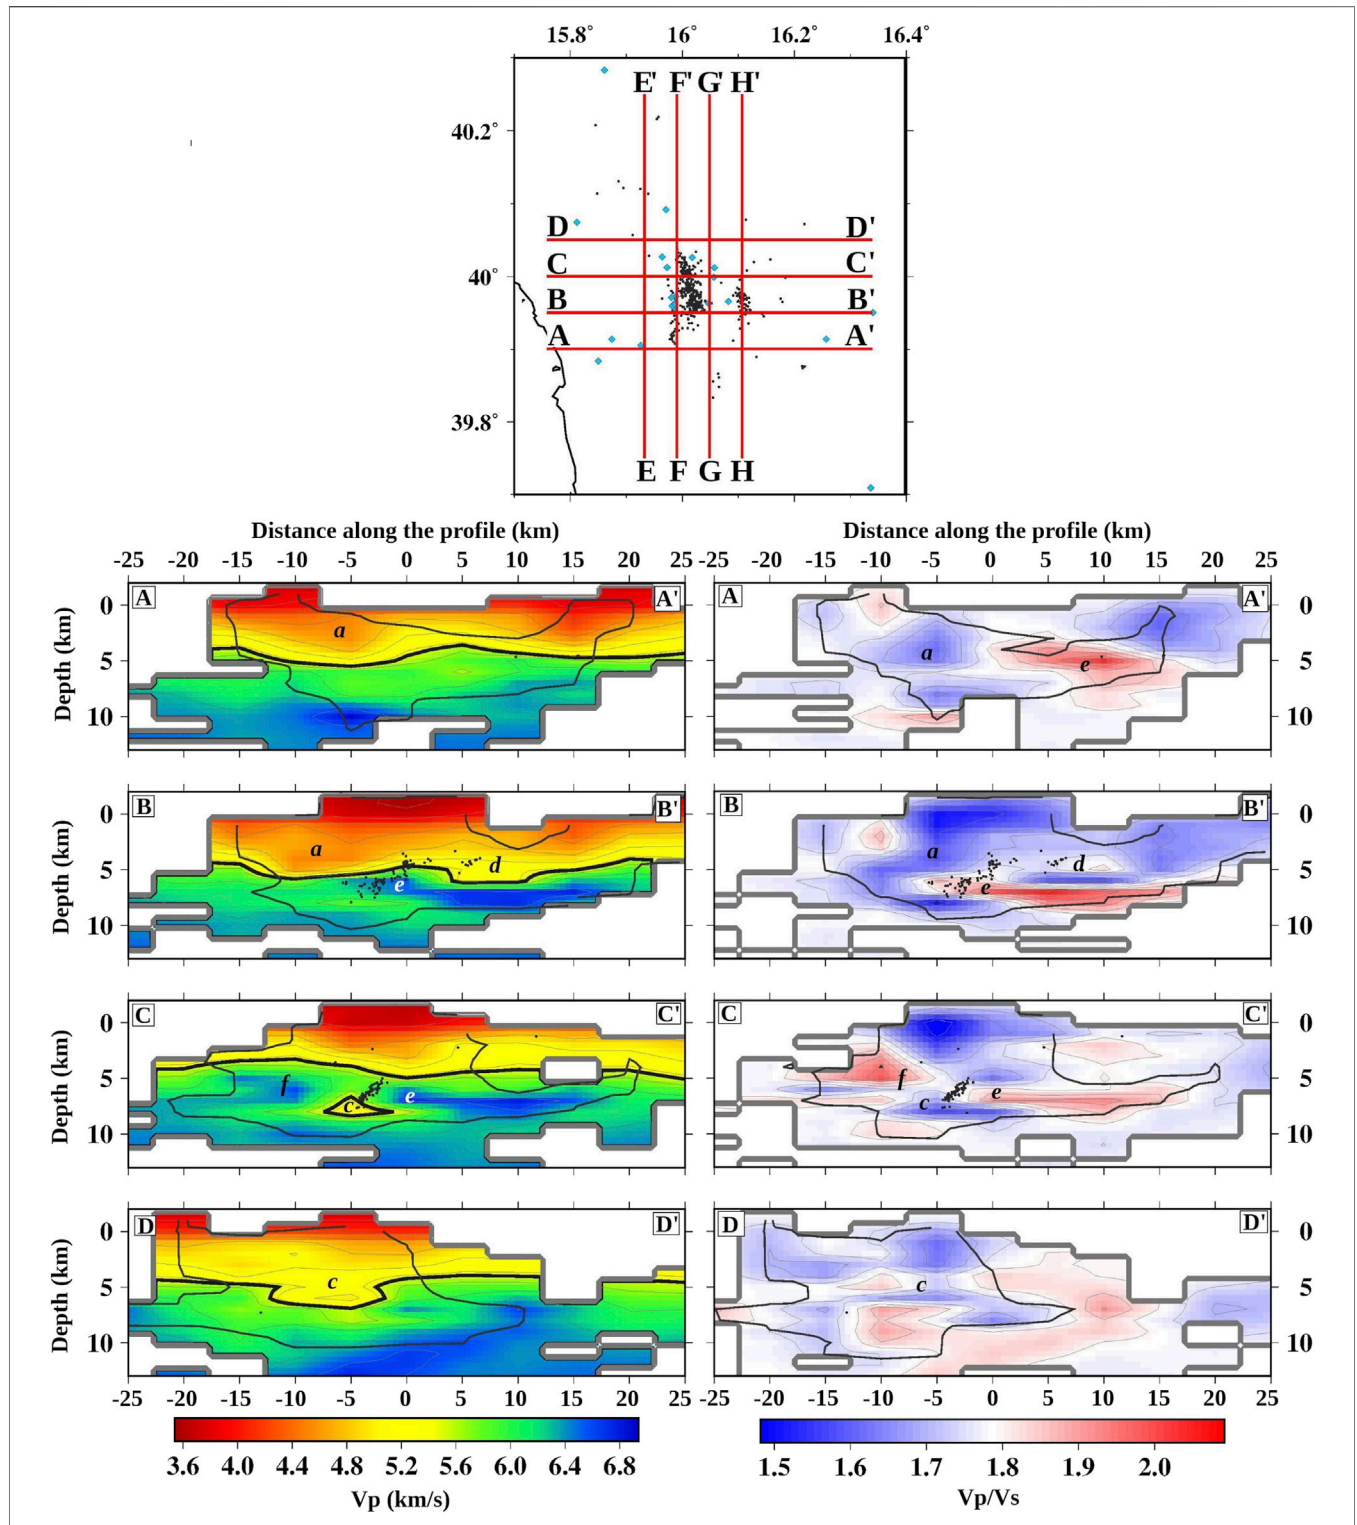 15.8° 16° 16.2° 16.4°
E' F' G' H'
40.2°
D D'
C C'
40°
B B'
A A'
39.8°
E F G H
Distance along the profile (km) Distance along the profile (km)
-25 -20 -15 -10 -5 0 5 10 15 20 25 -20 -15 -10 -5 0 5 10 15 20 25
A A' A A'
0 0
a a e
Depth (km) 5 5
10 10
B B' B B'
0 0
a d e a d e
Depth (km) 5 5
10 10
C C' C C'
0 0
f c e f c e
Depth (km) 5 5
10 10
D D' D D'
0 0
c c
Depth (km) 5 5
10 10
-25 -20 -15 -10 -5 0 5 10 15 20 -25 -20 -15 -10 -5 0 5 10 15 20 25
3.6 4.0 4.4 4.8 5.2 5.6 6.0 6.4 6.8 1.5 1.6 1.7 1.8 1.9 2.0
Vp (km/s) Vp/Vs